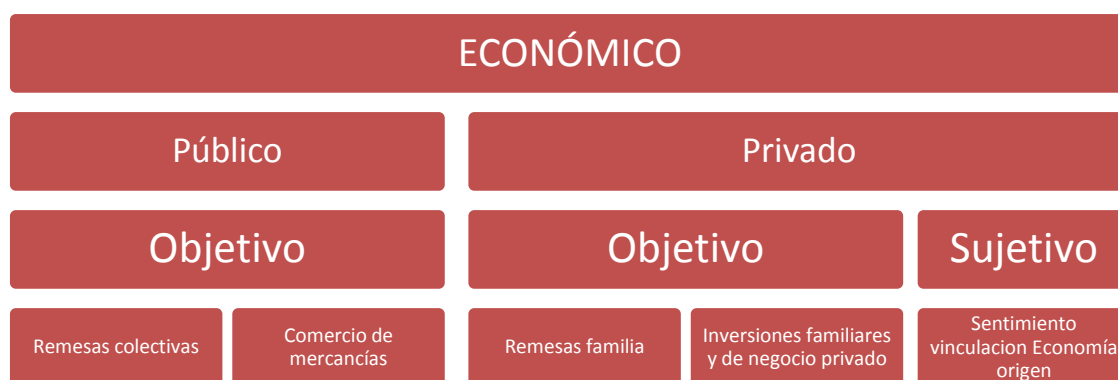 ECONÓMICO
Público
Privado
Objetivo
Objetivo
Sujetivo
Remesas colectivas
Comercio de
mercancías
Remesas familia
Inversiones familiares
y de negocio privado
Sentimiento
vinculacion Economía
origen